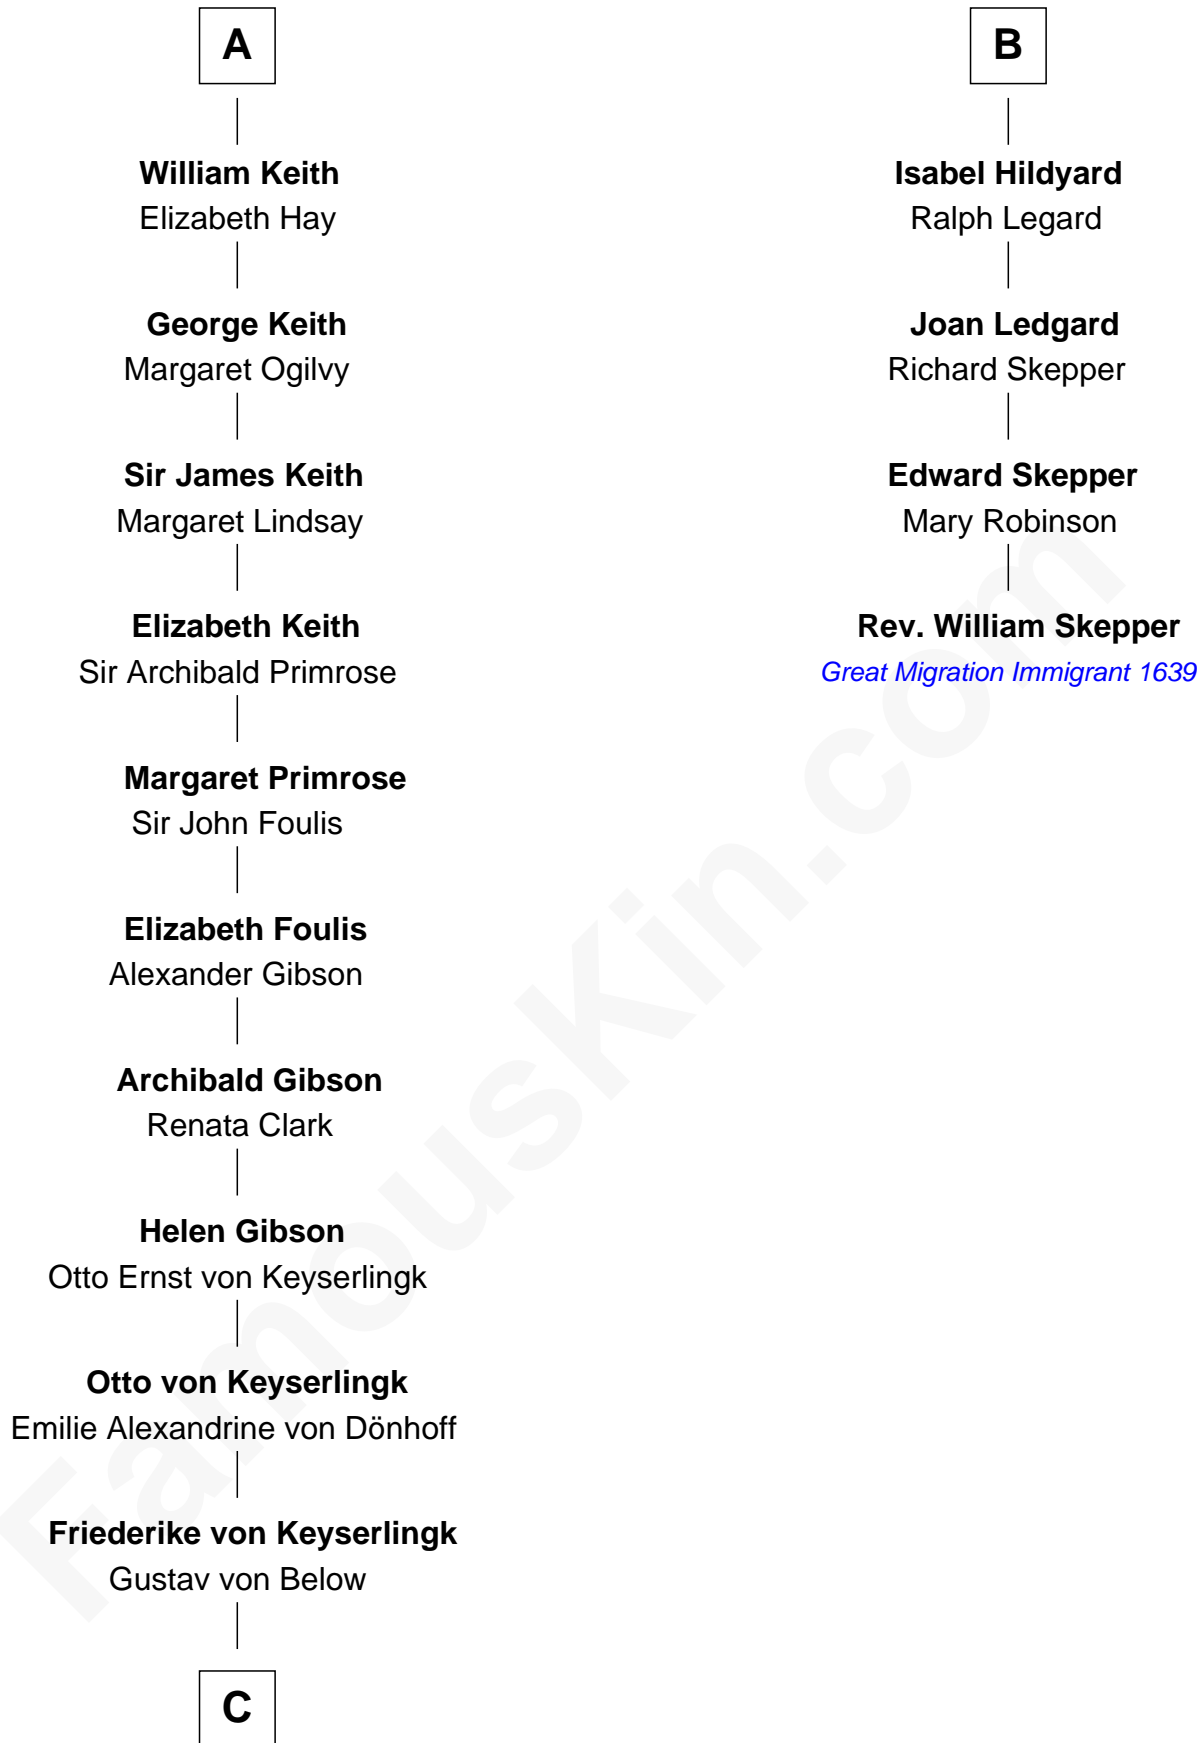 A
William Keith
Elizabeth Hay
George Keith
Margaret Ogilvy
Sir James Keith
Margaret Lindsay
Elizabeth Keith
Sir Archibald Primrose
Margaret Primrose
Sir John Foulis
Elizabeth Foulis
Alexander Gibson
Archibald Gibson
Renata Clark
Helen Gibson
Otto Ernst von Keyserlingk
Otto von Keyserlingk
Emilie Alexandrine von Dönhoff
Friederike von Keyserlingk
Gustav von Below
C
B
Isabel Hildyard
Ralph Legard
Joan Ledgard
Richard Skepper
Edward Skepper
Mary Robinson
Rev. William Skepper
Great Migration Immigrant 1639
FamousKin.com